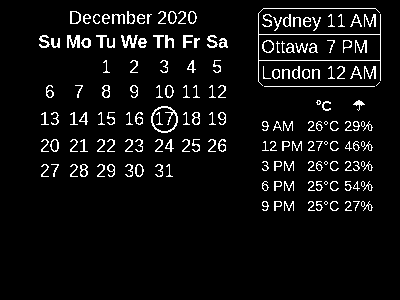 December 2020
Su Mo Tu We Th Fr Sa
1 2 3 4 5
6 7 8 9 10 11 12
13 14 15 16 17 18 19
20 21 22 23 24 25 26
27 28 29 30 31
Sydney 11 AM
Ottawa 7 PM
London 12 AM
°C ☂
9 AM 26°C 29%
12 PM 27°C 46%
3 PM 26°C 23%
6 PM 25°C 54%
9 PM 25°C 27%